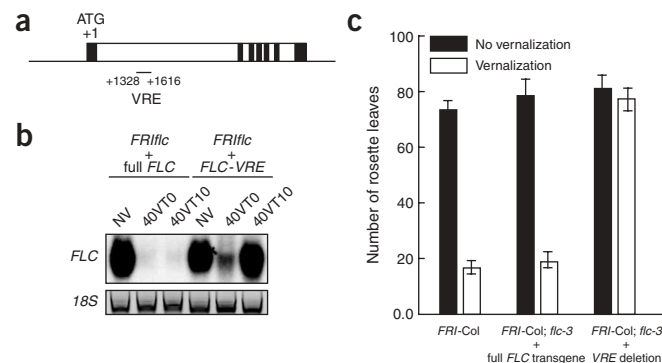 a
ATG
+1
+1328 +1616
VRE
b
FRIflc
+
full FLC
FRIflc
+
FLC-VRE
NV
40VT0
40VT10
NV
40VT0
40VT10
FLC
18S
c
No vernalization
Vernalization
Number of rosette leaves
100
80
60
40
20
0.0
FRI-Col
FRI-Col; flc-3
+
full FLC transgene
FRI-Col; flc-3
+
VRE deletion